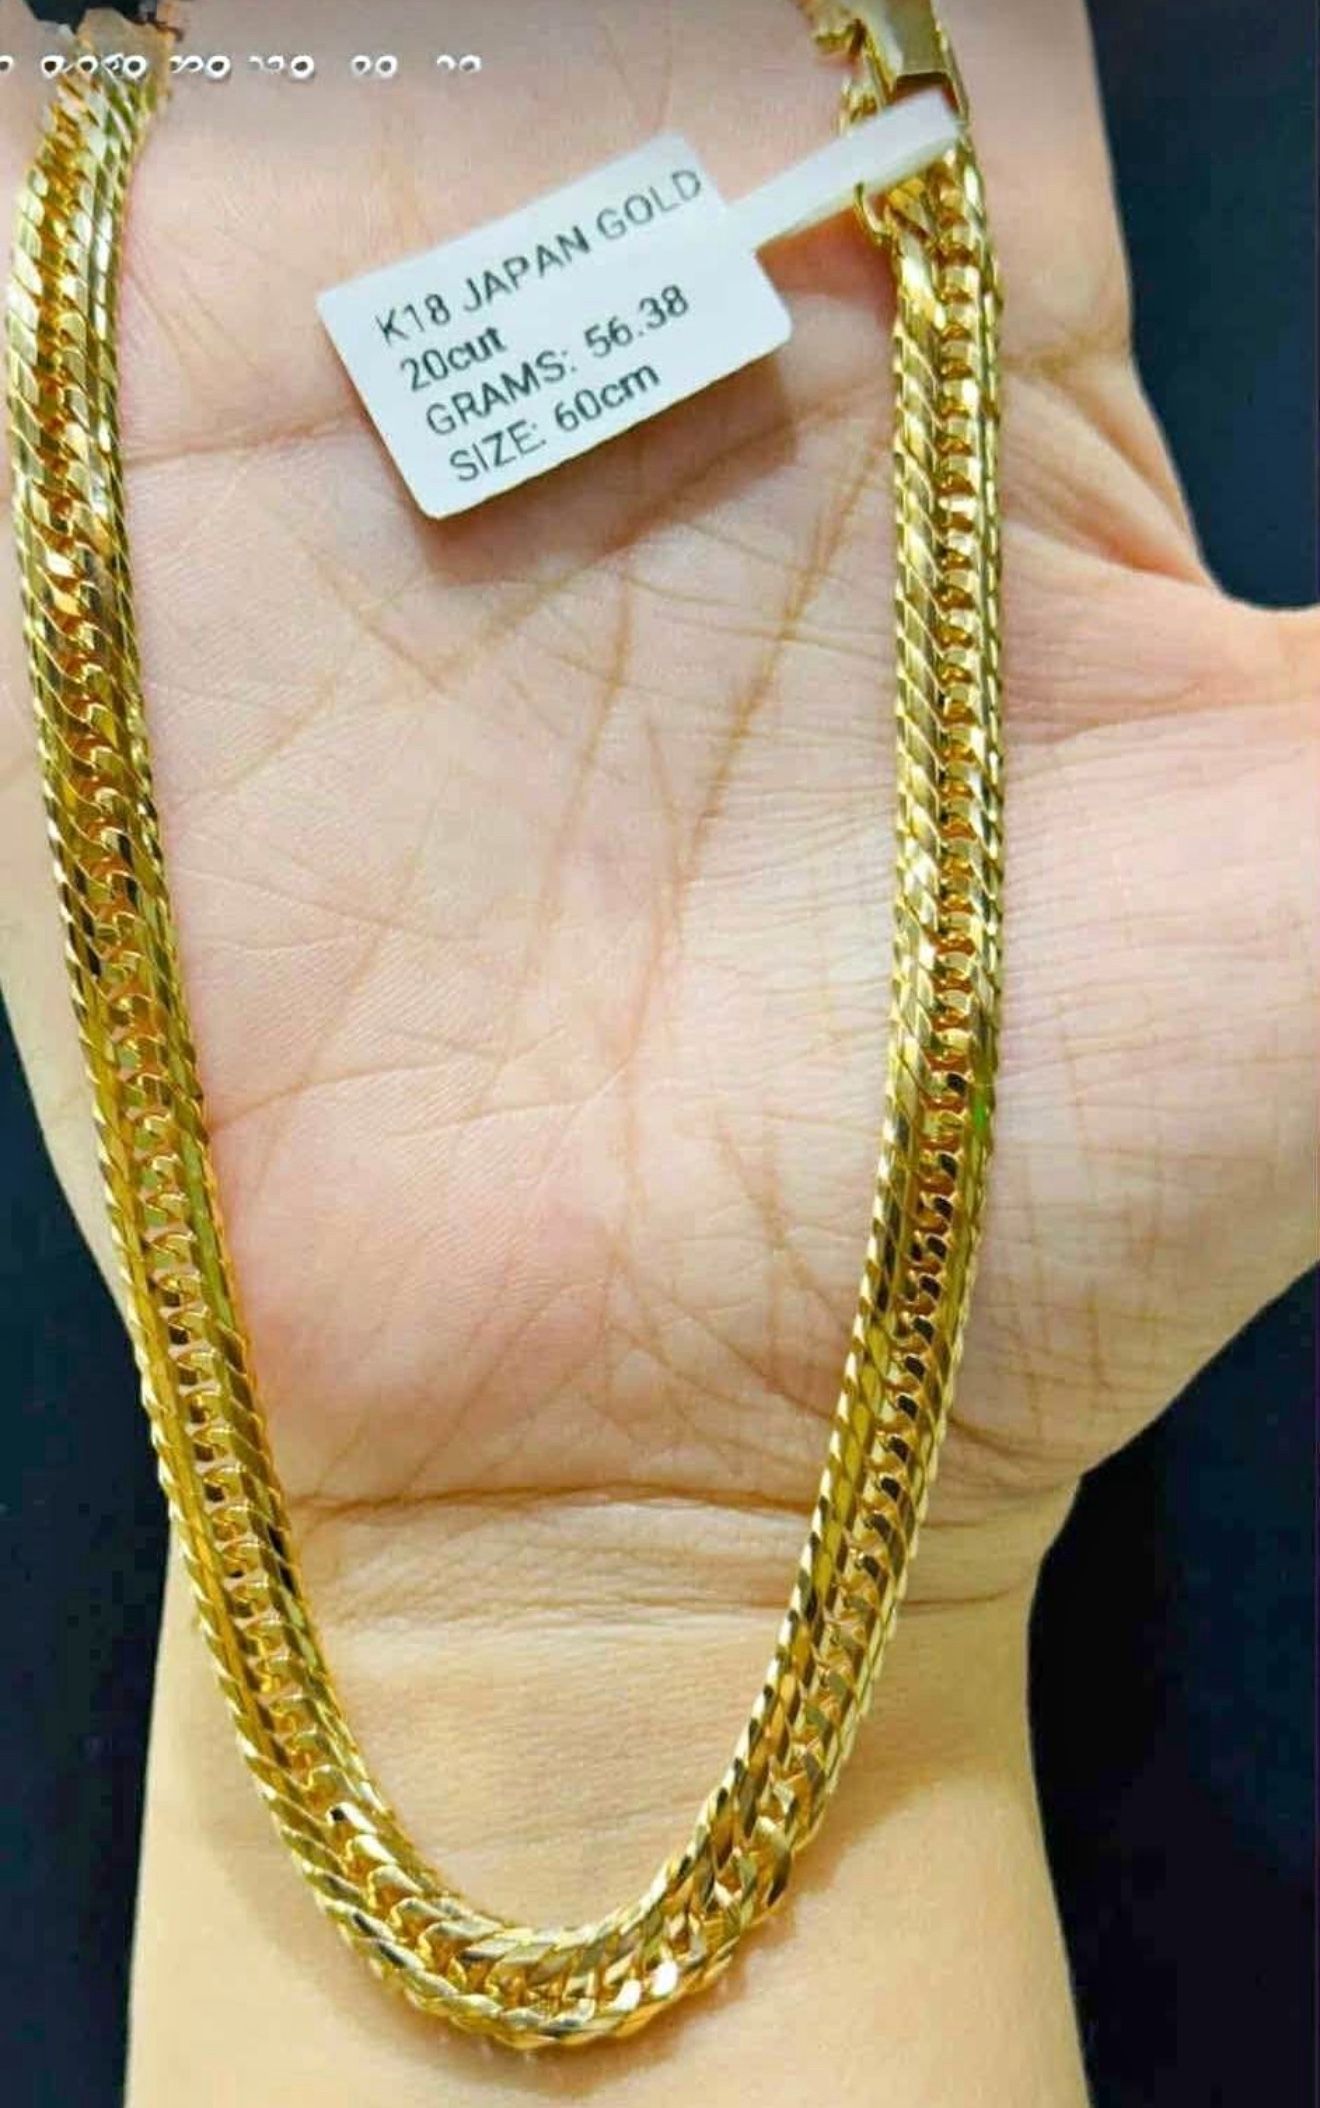 K18 JAPAN GOLD
20cut
GRAMS: 56.38
SIZE: 60cm